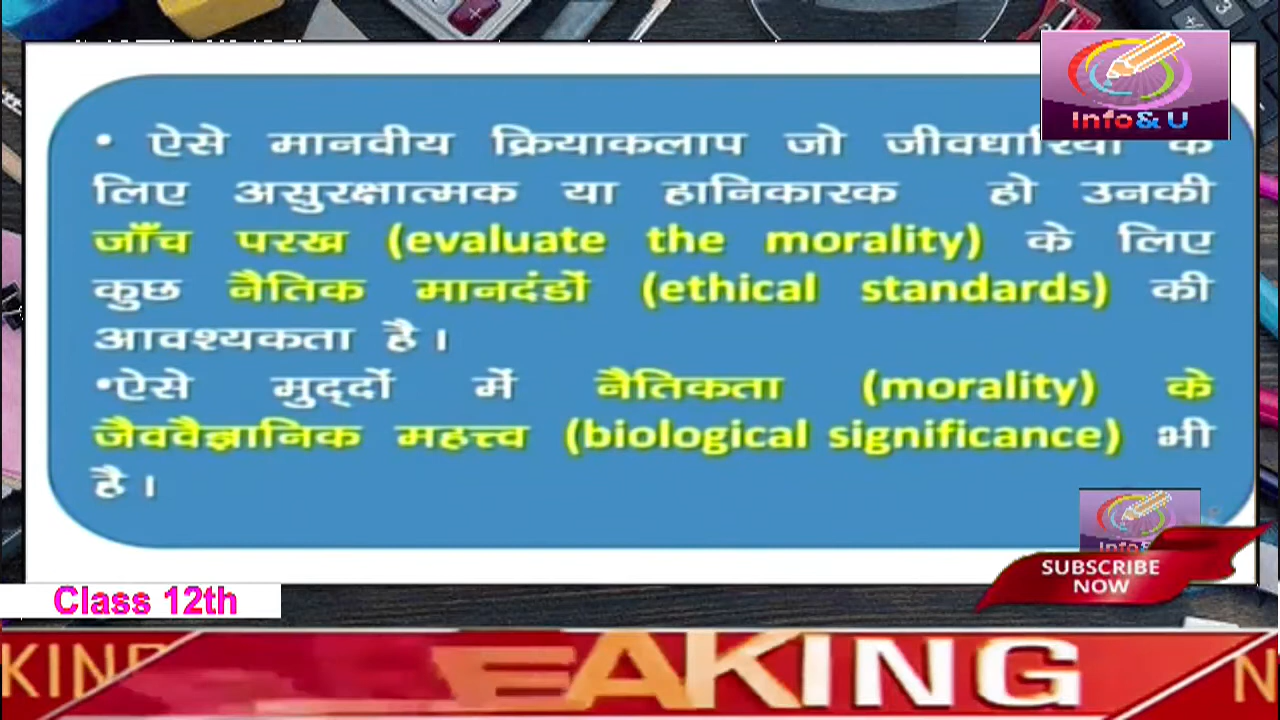 Info & U
• ऐसे मानवीय क्रियाकलाप जो जीवधारियों के
लिए असुरक्षात्मक या हानिकारक हो उनकी
जाँच परख (evaluate the morality) के लिए
कुछ नैतिक मानदंडों (ethical standards) की
आवश्यकता है।
•ऐसे मुद्दों में नैतिकता (morality) के
जैववैज्ञानिक महत्त्व (biological significance) भी
है।
SUBSCRIBE
NOW
Class 12th
EAKING